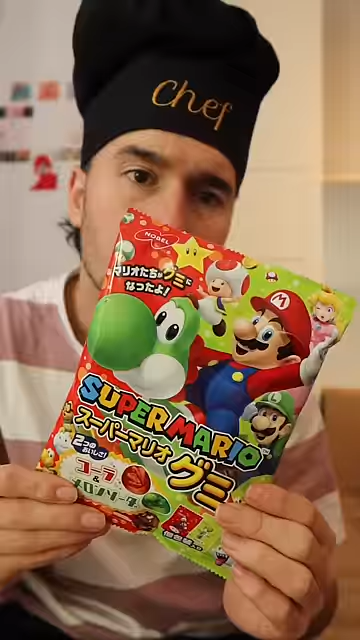 Chef
NOBEL
マリオたちがグミに
なったよ!
M
SUPER MARIO
スーパーマリオ
グミ
2つの
おいしさ!
コーラ
&
メロンソーダ